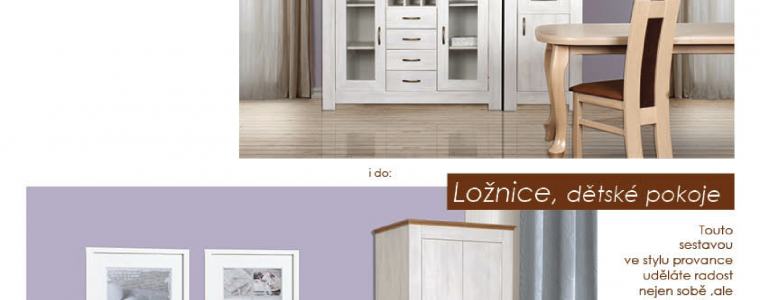 i do:
Ložnice, dětské pokoje
Touto
sestavou
ve stylu provance
uděláte radost
nejen sobě ,ale